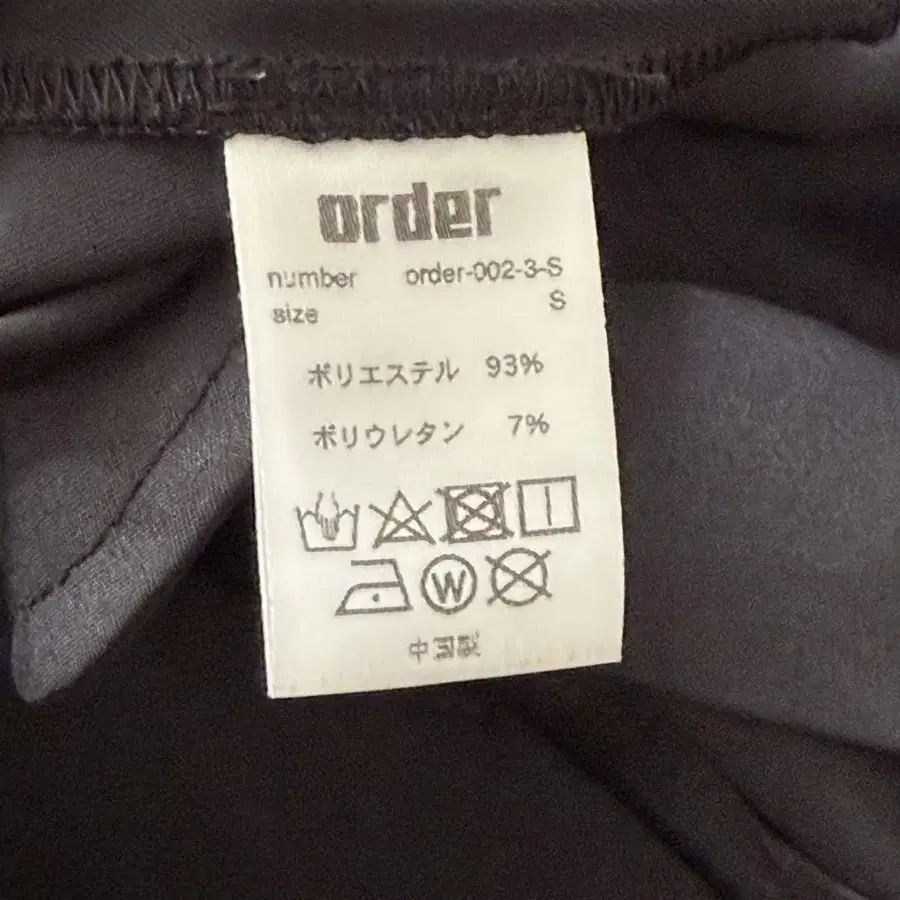 order
number order-002-3-S
size S
ポリエステル 93%
ポリウレタン 7%
W
中国製